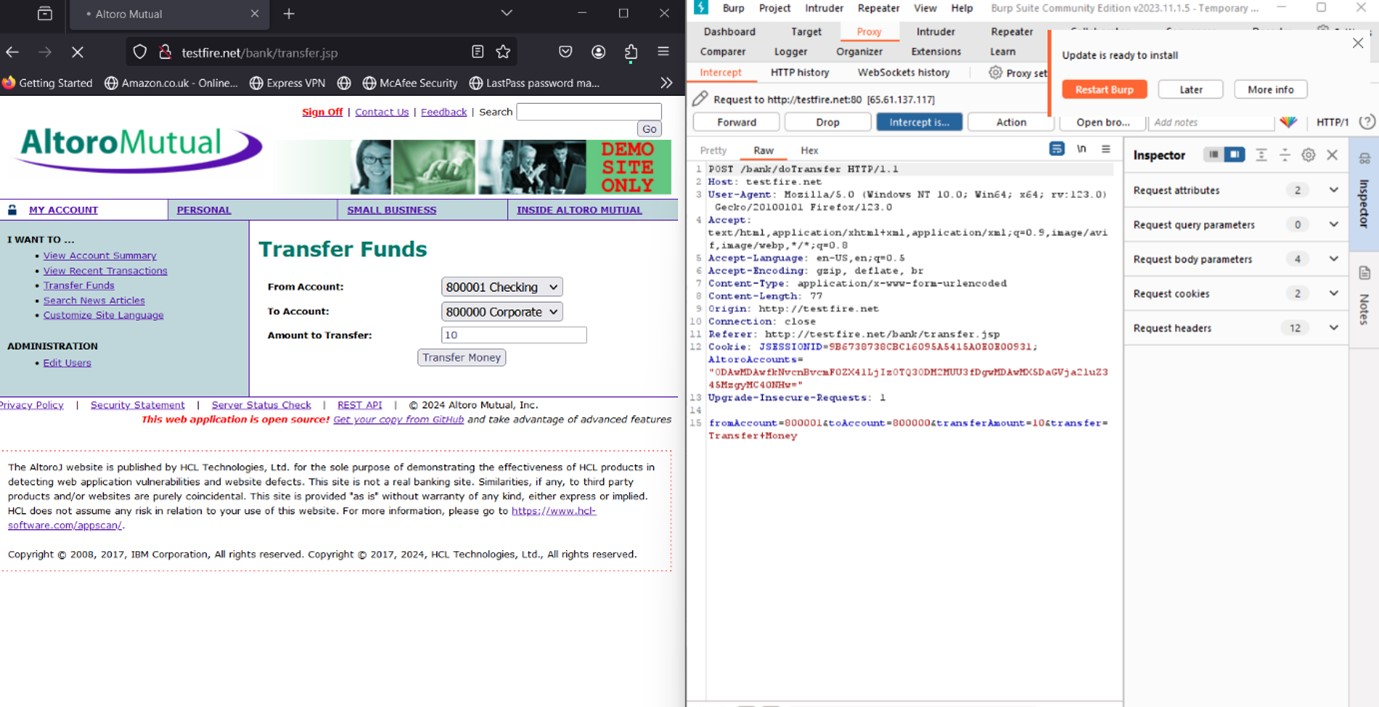 Altoro Mutual
testfire.net/bank/transfer.jsp
Getting Started Amazon.co.uk - Online... Express VPN McAfee Security LastPass password ma...
Sign Off | Contact Us | Feedback | Search
Go
AltoroMutual
DEMO
SITE
ONLY
MY ACCOUNT PERSONAL SMALL BUSINESS INSIDE ALTORO MUTUAL
I WANT TO ...
View Account Summary
View Recent Transactions
Transfer Funds
Search News Articles
Customize Site Language
ADMINISTRATION
Edit Users
Transfer Funds
From Account: 800001 Checking
To Account: 800000 Corporate
Amount to Transfer: 10
Transfer Money
Privacy Policy | Security Statement | Server Status Check | REST API | © 2024 Altoro Mutual, Inc.
This web application is open source! Get your copy from GitHub and take advantage of advanced features
The AltoroJ website is published by HCL Technologies, Ltd. for the sole purpose of demonstrating the effectiveness of HCL products in
detecting web application vulnerabilities and website defects. This site is not a real banking site. Similarities, if any, to third party
products and/or websites are purely coincidental. This site is provided "as is" without warranty of any kind, either express or implied.
HCL does not assume any risk in relation to your use of this website. For more information, please go to https://www.hcl-
software.com/appscan/.
Copyright © 2008, 2017, IBM Corporation, All rights reserved. Copyright © 2017, 2024, HCL Technologies, Ltd., All rights reserved.
Burp Project Intruder Repeater View Help Burp Suite Community Edition v2023.11.1.5 - Temporary ...
Dashboard Target Proxy Intruder Repeater
Comparer Logger Organizer Extensions Learn
Intercept HTTP history WebSockets history Proxy set
Update is ready to install
Restart Burp Later More info
Request to http://testfire.net:80 [65.61.137.117]
Forward Drop Intercept is... Action Open bro... Add notes HTTP/1
Pretty Raw Hex \n
1 POST /bank/doTransfer HTTP/1.1
2 Host: testfire.net
3 User-Agent: Mozilla/5.0 (Windows NT 10.0; Win64; x64; rv:123.0)
Gecko/20100101 Firefox/123.0
4 Accept:
text/html,application/xhtml+xml,application/xml;q=0.9,image/avi
f,image/webp,*/*;q=0.8
5 Accept-Language: en-US,en;q=0.5
6 Accept-Encoding: gzip, deflate, br
7 Content-Type: application/x-www-form-urlencoded
8 Content-Length: 77
9 Origin: http://testfire.net
10 Connection: close
11 Referer: http://testfire.net/bank/transfer.jsp
12 Cookie: JSESSIONID=
AltoroAccounts=
13 Upgrade-Insecure-Requests: 1
14
15 fromAccount=800001&toAccount=800000&transferAmount=10&transfer=
Transfer+Money
Inspector
Request attributes 2
Request query parameters 0
Request body parameters 4
Request cookies 2
Request headers 12
Inspector
Notes